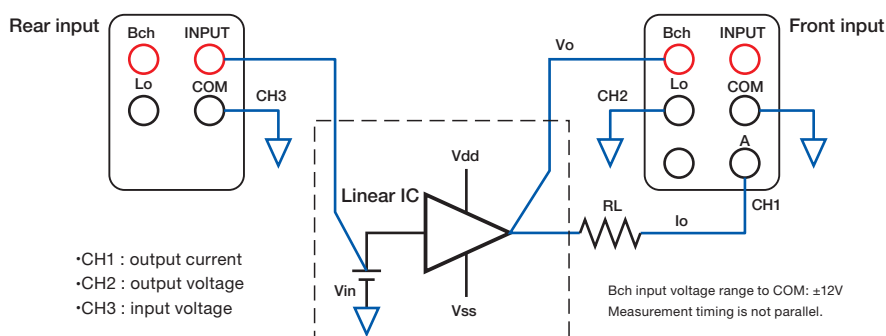 Rear input
Bch INPUT
Lo COM
CH3
Vo
Front input
Bch INPUT
Lo COM
CH2
A
CH1
Vdd
Linear IC
RL
Io
Vin
Vss
•CH1 : output current
•CH2 : output voltage
•CH3 : input voltage
Bch input voltage range to COM: ±12V
Measurement timing is not parallel.